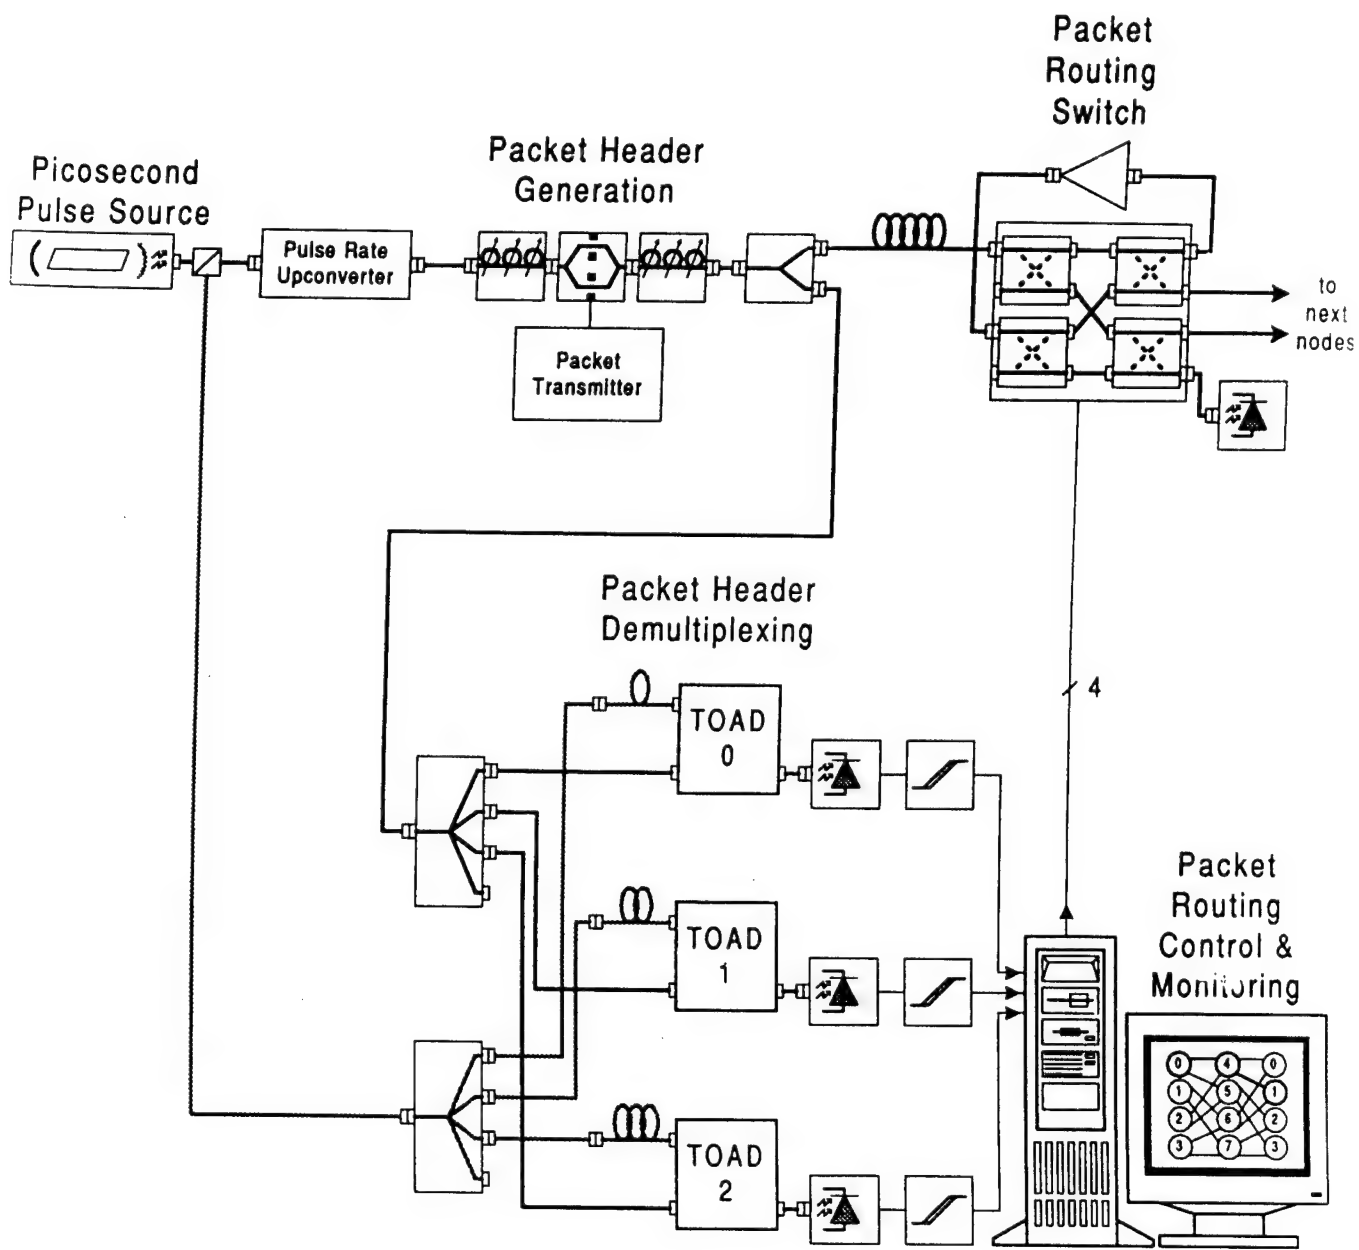 Packet
Routing
Switch
Packet Header
Generation
Picosecond
Pulse Source
Pulse Rate
Upconverter
Packet
Transmitter
to
next
nodes
Packet Header
Demultiplexing
4
TOAD
0
TOAD
1
TOAD
2
Packet
Routing
Control &
Monitoring
0 4 0
1 5 1
2 6 2
3 7 3